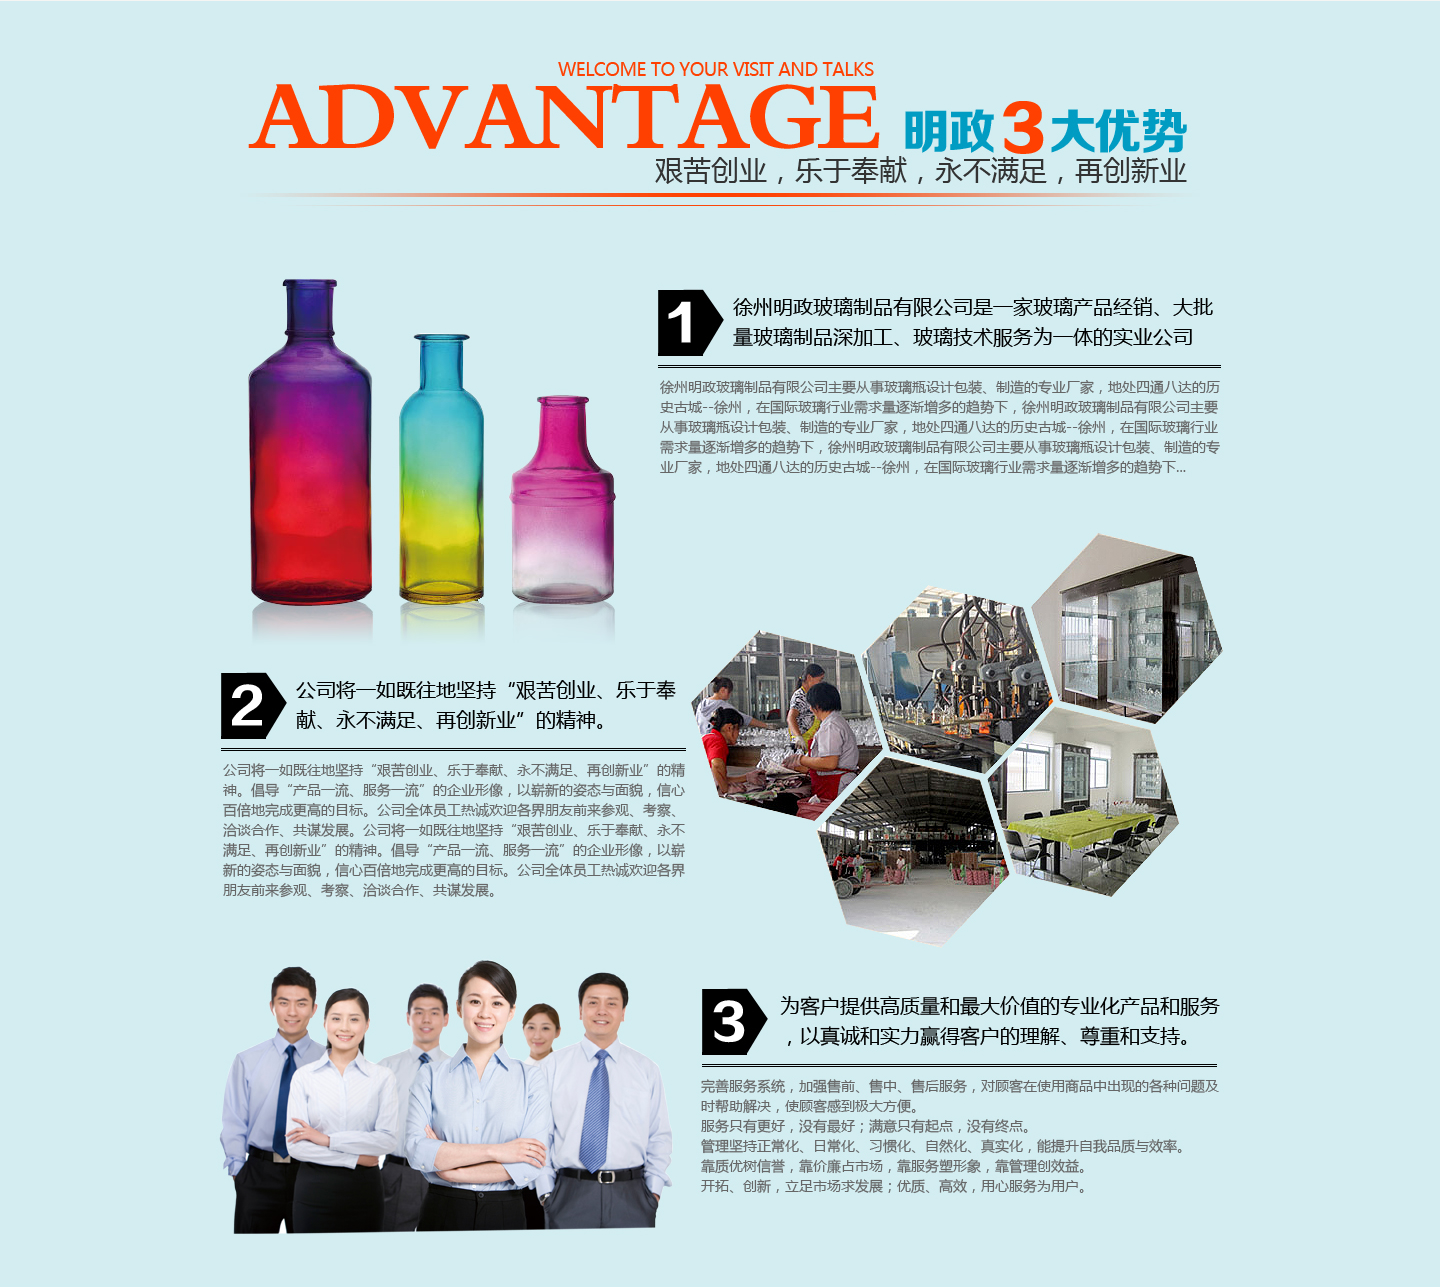 WELCOME TO YOUR VISIT AND TALKS
ADVANTAGE 明政3大优势
艰苦创业，乐于奉献，永不满足，再创新业
1
徐州明政玻璃制品有限公司是一家玻璃产品经销、大批
量玻璃制品深加工、玻璃技术服务为一体的实业公司
徐州明政玻璃制品有限公司主要从事玻璃瓶设计包装、制造的专业厂家，地处四通八达的历
史古城--徐州，在国际玻璃行业需求量逐渐增多的趋势下，徐州明政玻璃制品有限公司主要
从事玻璃瓶设计包装、制造的专业厂家，地处四通八达的历史古城--徐州，在国际玻璃行业
需求量逐渐增多的趋势下，徐州明政玻璃制品有限公司主要从事玻璃瓶设计包装、制造的专
业厂家，地处四通八达的历史古城--徐州，在国际玻璃行业需求量逐渐增多的趋势下...
2
公司将一如既往地坚持“艰苦创业、乐于奉
献、永不满足、再创新业”的精神。
公司将一如既往地坚持“艰苦创业、乐于奉献、永不满足、再创新业”的精
神。倡导“产品一流、服务一流”的企业形像，以崭新的姿态与面貌，信心
百倍地完成更高的目标。公司全体员工热诚欢迎各界朋友前来参观、考察、
洽谈合作、共谋发展。公司将一如既往地坚持“艰苦创业、乐于奉献、永不
满足、再创新业”的精神。倡导“产品一流、服务一流”的企业形像，以崭
新的姿态与面貌，信心百倍地完成更高的目标。公司全体员工热诚欢迎各界
朋友前来参观、考察、洽谈合作、共谋发展。
3
为客户提供高质量和最大价值的专业化产品和服务
，以真诚和实力赢得客户的理解、尊重和支持。
完善服务系统，加强售前、售中、售后服务，对顾客在使用商品中出现的各种问题及
时帮助解决，使顾客感到极大方便。
服务只有更好，没有最好；满意只有起点，没有终点。
管理坚持正常化、日常化、习惯化、自然化、真实化，能提升自我品质与效率。
靠质优树信誉，靠价廉占市场，靠服务塑形象，靠管理创效益。
开拓、创新，立足市场求发展；优质、高效，用心服务为用户。